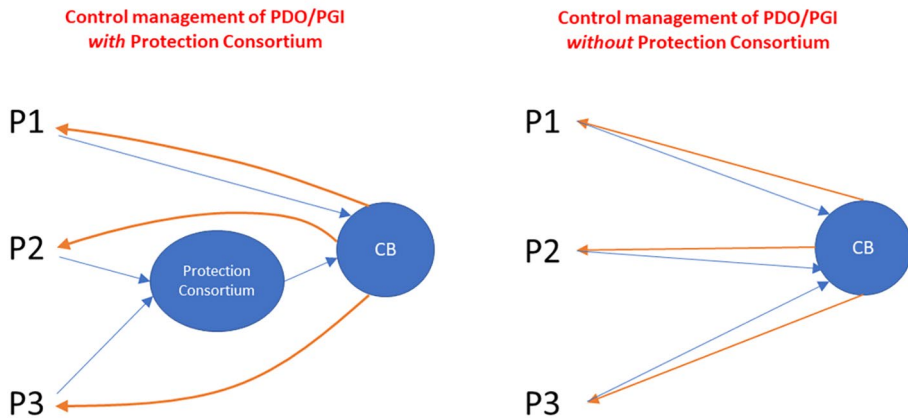 Control management of PDO/PGI
with Protection Consortium
P1
P2
P3
Protection
Consortium
CB
Control management of PDO/PGI
without Protection Consortium
P1
P2
P3
CB